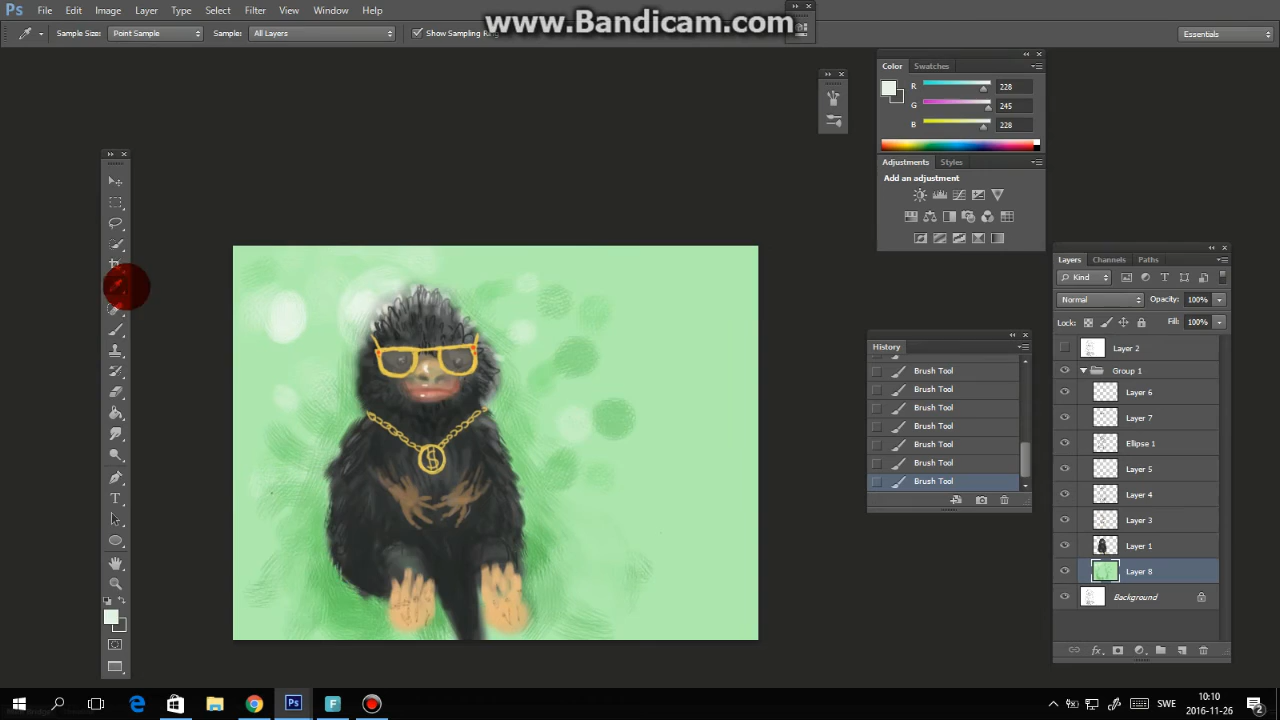 Ps File Edit Image Layer Type Select Filter View Window Help
www.Bandicam.com
Sample Size: Point Sample Sample: All Layers Show Sampling Ring
Essentials
Color Swatches
R 228
G 245
B 228
Adjustments Styles
Add an adjustment
Layers Channels Paths
Kind
Normal Opacity: 100%
Lock: Fill: 100%
Layer 2
Group 1
Layer 6
Layer 7
Ellipse 1
Layer 5
Layer 4
Layer 3
Layer 1
Layer 8
Background
fx
History
Brush Tool
Brush Tool
Brush Tool
Brush Tool
Brush Tool
Brush Tool
Brush Tool
$
T
Ps
F
SWE
10:10
2016-11-26
2